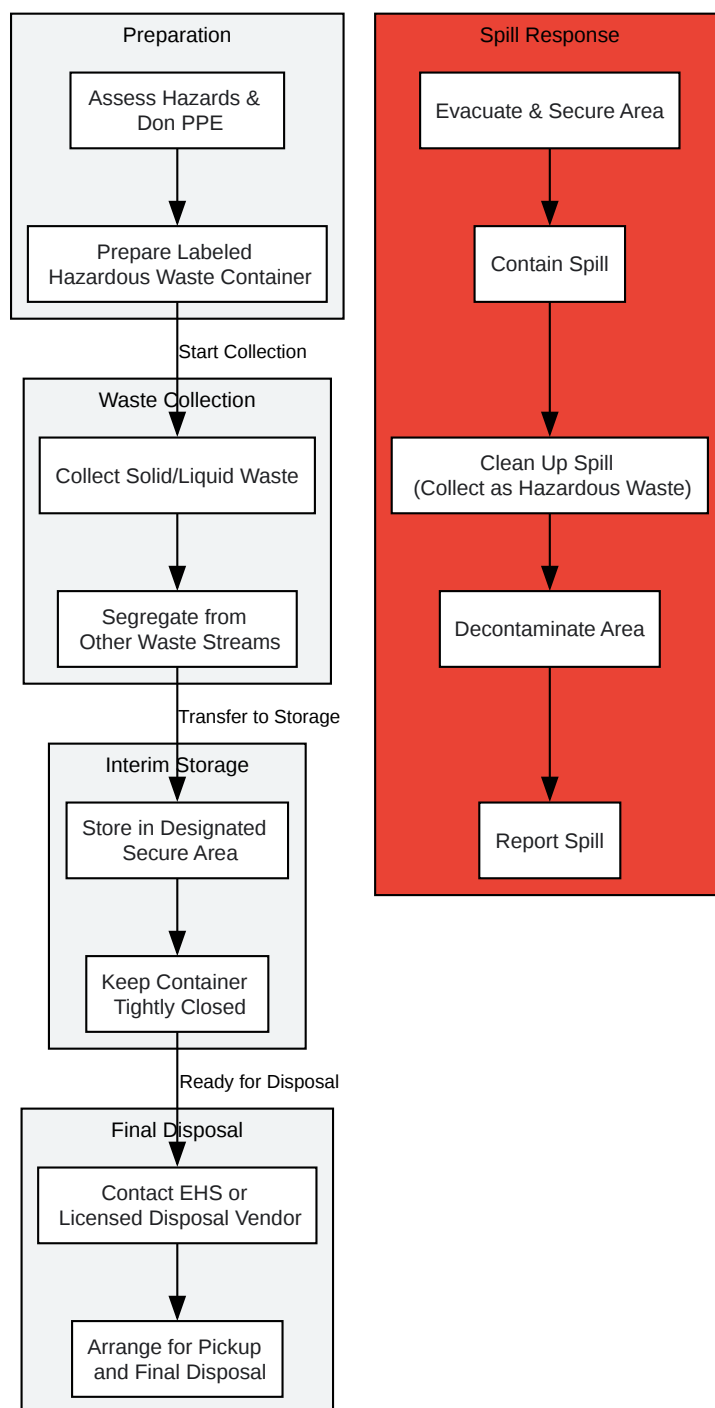 Preparation
Assess Hazards &
Don PPE
Prepare Labeled
Hazardous Waste Container
Start Collection
Waste Collection
Collect Solid/Liquid Waste
Segregate from
Other Waste Streams
Transfer to Storage
Interim Storage
Store in Designated
Secure Area
Keep Container
Tightly Closed
Ready for Disposal
Final Disposal
Contact EHS or
Licensed Disposal Vendor
Arrange for Pickup
and Final Disposal
Spill Response
Evacuate & Secure Area
Contain Spill
Clean Up Spill
(Collect as Hazardous Waste)
Decontaminate Area
Report Spill